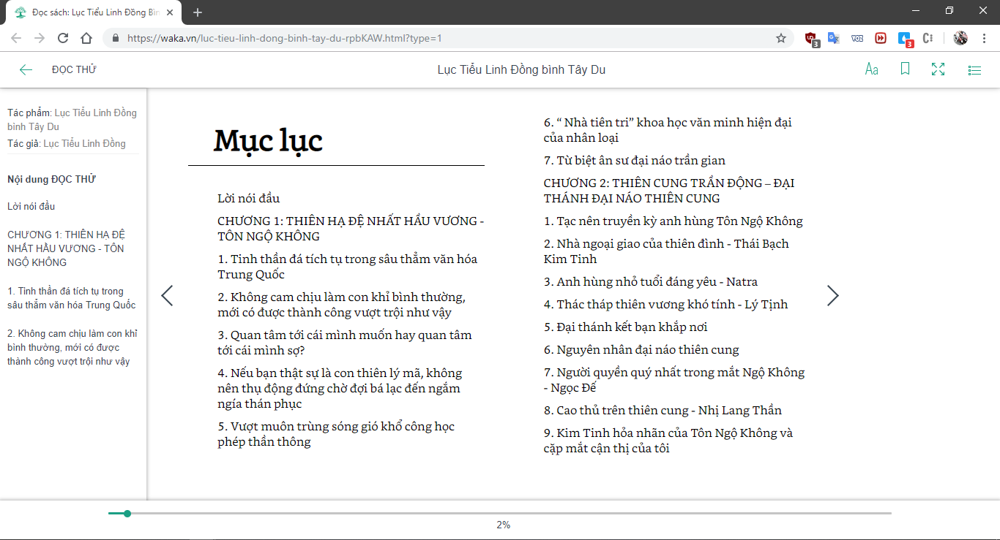 Đọc sách: Lục Tiểu Linh Đồng Bìn
https://waka.vn/luc-tieu-linh-dong-binh-tay-du-rpbKAW.html?type=1
3
3
ĐỌC THỬ
Lục Tiểu Linh Đồng bình Tây Du
Aa
Tác phẩm: Lục Tiểu Linh Đồng
bình Tây Du
Tác giả: Lục Tiểu Linh Đồng
Nội dung ĐỌC THỬ
Lời nói đầu
CHƯƠNG 1: THIÊN HẠ ĐỆ
NHẤT HẦU VƯƠNG - TÔN
NGỘ KHÔNG
1. Tinh thần đá tích tụ trong
sâu thẳm văn hóa Trung Quốc
2. Không cam chịu làm con khỉ
bình thường, mới có được
thành công vượt trội như vậy
Mục lục
Lời nói đầu
CHƯƠNG 1: THIÊN HẠ ĐỆ NHẤT HẦU VƯƠNG -
TÔN NGỘ KHÔNG
1. Tinh thần đá tích tụ trong sâu thẳm văn hóa
Trung Quốc
2. Không cam chịu làm con khỉ bình thường,
mới có được thành công vượt trội như vậy
3. Quan tâm tới cái mình muốn hay quan tâm
tới cái mình sợ?
4. Nếu bạn thật sự là con thiên lý mã, không
nên thụ động đứng chờ đợi bá lạc đến ngắm
ngía thán phục
5. Vượt muôn trùng sóng gió khổ công học
phép thần thông
6. “ Nhà tiên tri” khoa học văn minh hiện đại
của nhân loại
7. Từ biệt ân sư đại náo trần gian
CHƯƠNG 2: THIÊN CUNG TRẤN ĐỘNG – ĐẠI
THÁNH ĐẠI NÁO THIÊN CUNG
1. Tạc nên truyền kỳ anh hùng Tôn Ngộ Không
2. Nhà ngoại giao của thiên đình - Thái Bạch
Kim Tinh
3. Anh hùng nhỏ tuổi đáng yêu - Natra
4. Thác tháp thiên vương khó tính - Lý Tịnh
5. Đại thánh kết bạn khắp nơi
6. Nguyên nhân đại náo thiên cung
7. Người quyền quý nhất trong mắt Ngộ Không
- Ngọc Đế
8. Cao thủ trên thiên cung - Nhị Lang Thần
9. Kim Tinh hỏa nhãn của Tôn Ngộ Không và
cặp mắt cận thị của tôi
2%